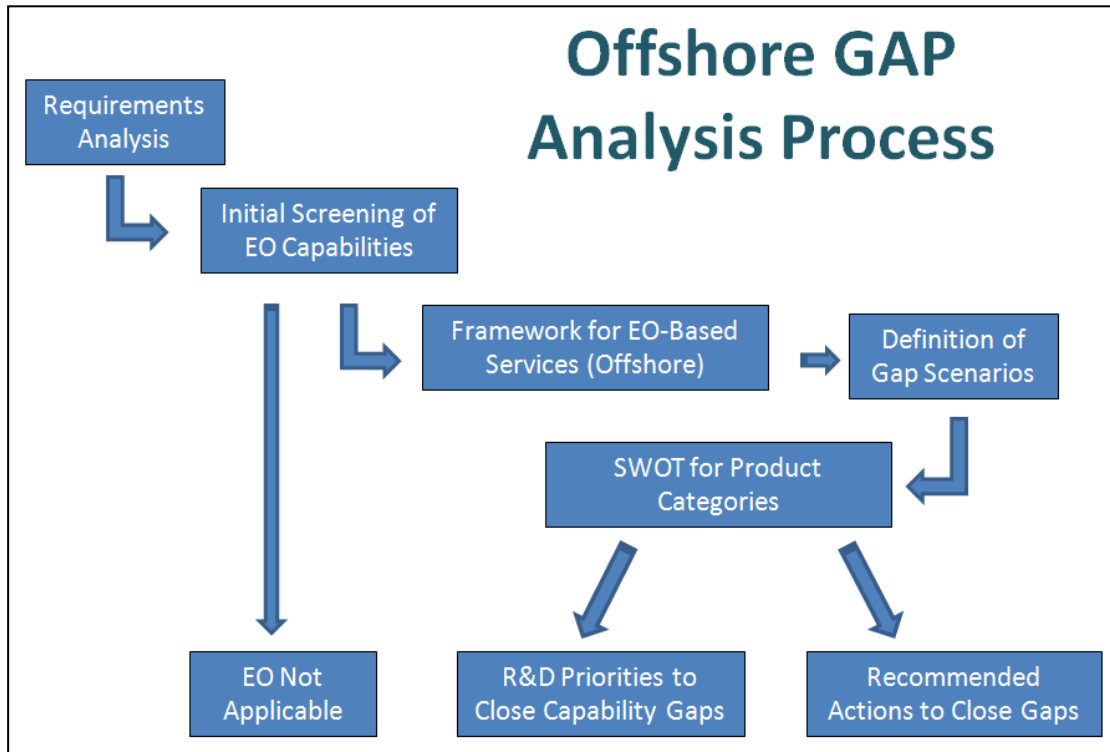 Offshore GAP
Analysis Process
Requirements
Analysis
Initial Screening of
EO Capabilities
Framework for EO-Based
Services (Offshore)
Definition of
Gap Scenarios
SWOT for Product
Categories
EO Not
Applicable
R&D Priorities to
Close Capability Gaps
Recommended
Actions to Close Gaps